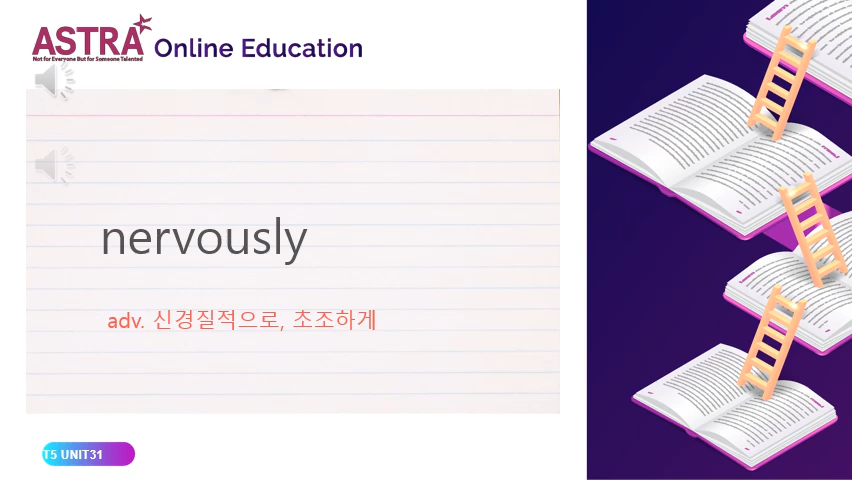 ASTRA
Not for Everyone But for Someone Talented
Online Education
nervously
adv. 신경질적으로, 초조하게
T5 UNIT31